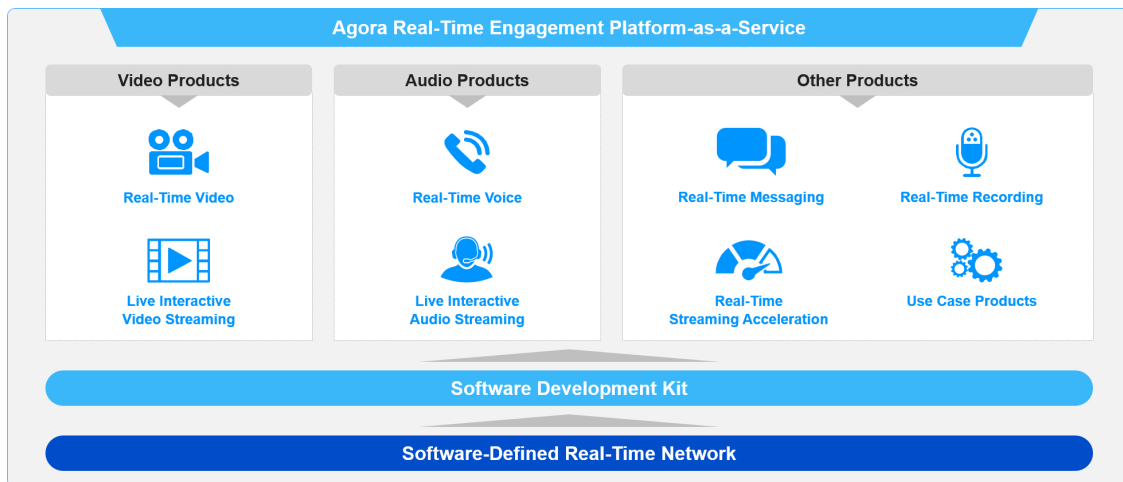 Agora Real-Time Engagement Platform-as-a-Service
Video Products
Audio Products
Other Products
Real-Time Video
Real-Time Voice
Real-Time Messaging
Real-Time Recording
Live Interactive
Video Streaming
Live Interactive
Audio Streaming
Real-Time
Streaming Acceleration
Use Case Products
Software Development Kit
Software-Defined Real-Time Network